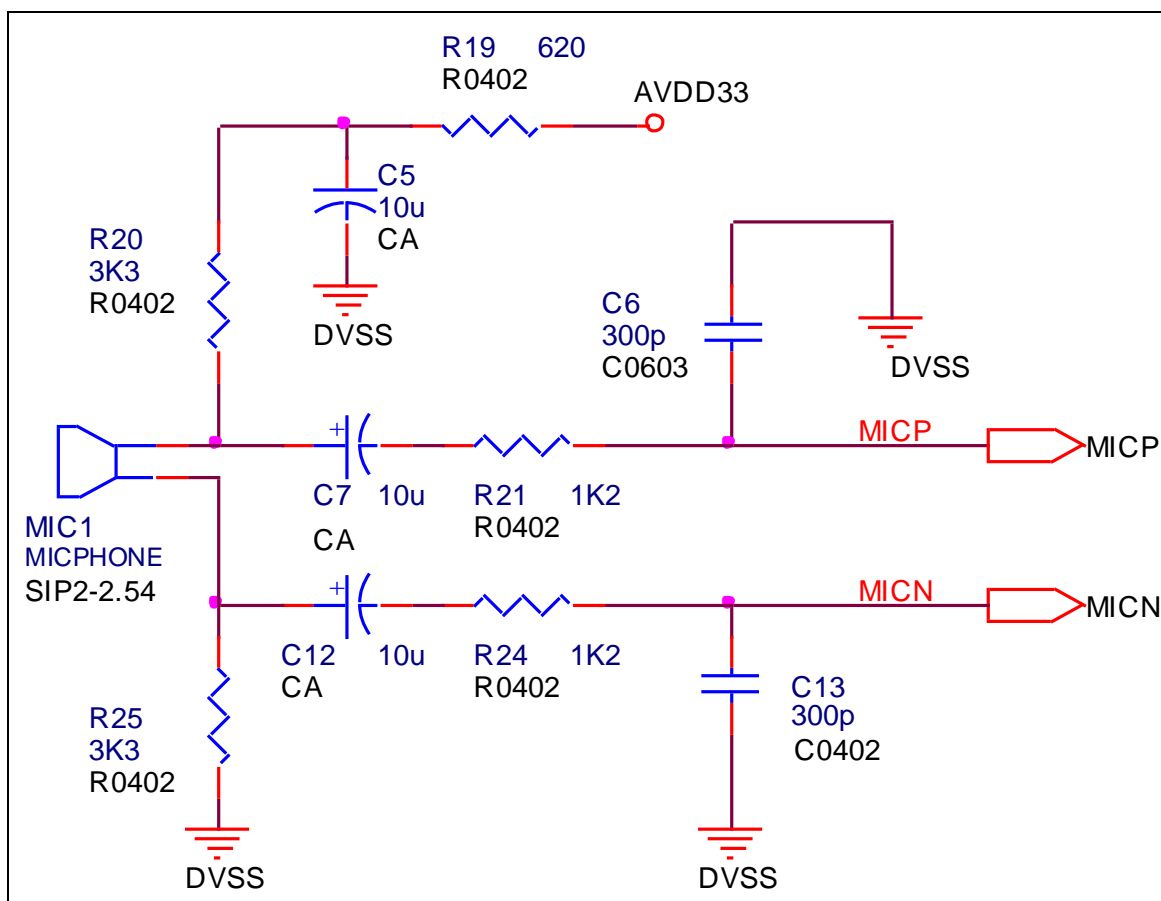 R19 620
R0402
AVDD33
C5
10u
CA
DVSS
R20
3K3
R0402
C6
300p
C0603
DVSS
MICP
MICP
+
C7 10u
CA
R21 1K2
R0402
MIC1
MICPHONE
SIP2-2.54
+
C12 10u
CA
R24 1K2
R0402
MICN
MICN
R25
3K3
R0402
DVSS
C13
300p
C0402
DVSS